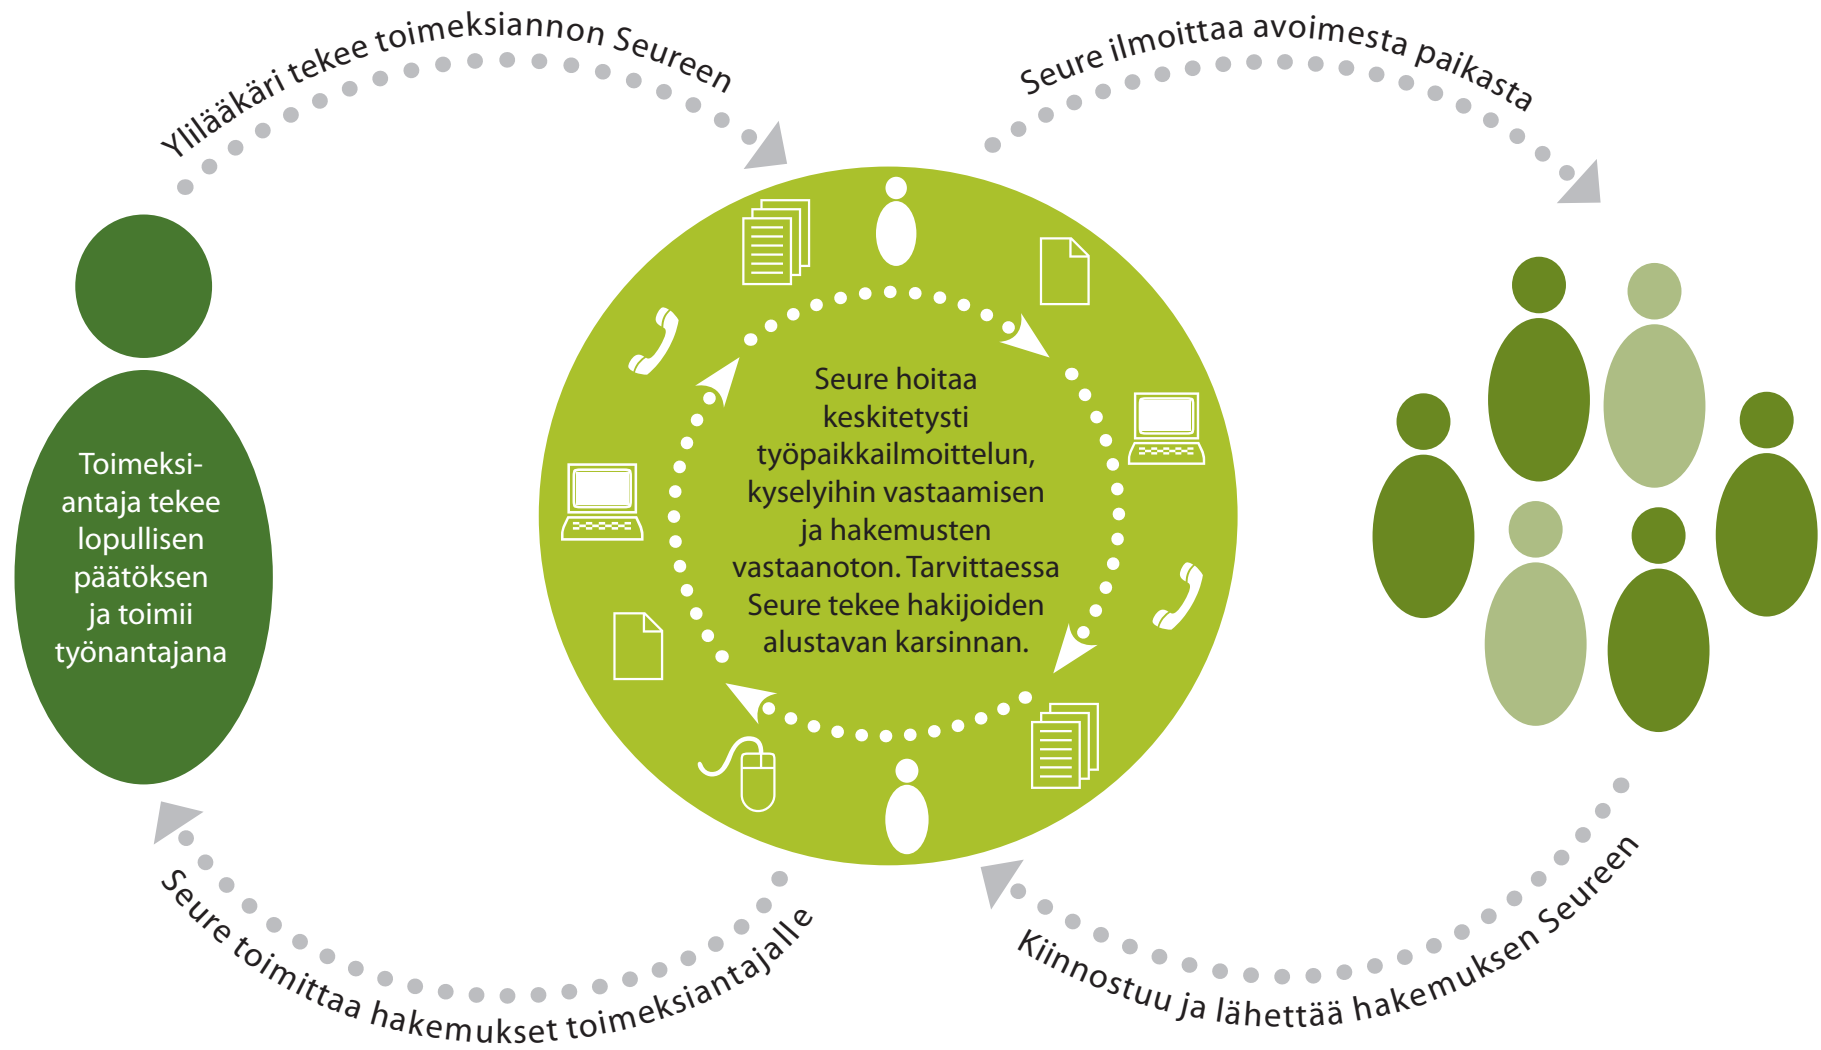 Ylilääkäri tekee toimeksiannon Seureen
Seure ilmoittaa avoimesta paikasta
Toimeksi-
antaja tekee
lopullisen
päätöksen
ja toimii
työnantajana
Seure hoitaa
keskitetysti
työpaikkailmoittelun,
kyselyihin vastaamisen
ja hakemusten
vastaanoton. Tarvittaessa
Seure tekee hakijoiden
alustavan karsinnan.
Seure toimittaa hakemukset toimeksiantajalle
Kiinnostuu ja lähettää hakemuksen Seureen